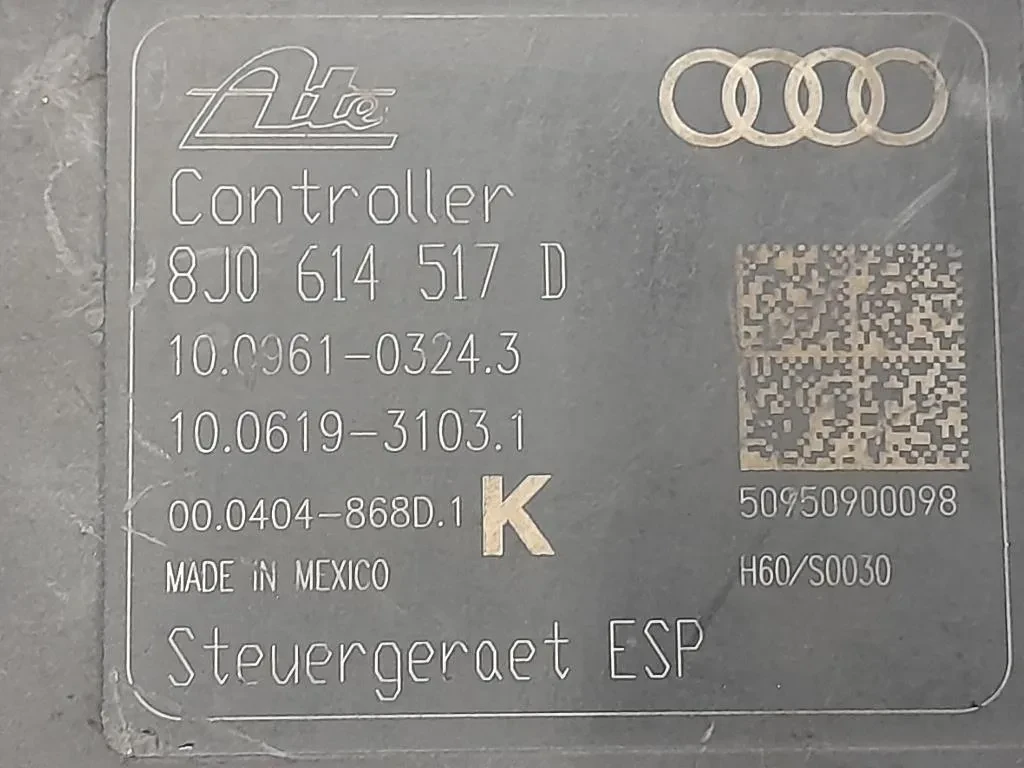 Ate
Controller
8J0 614 517 D
10.0961-0324.3
10.0619-3103.1
00.0404-868D.1 K
MADE iN MEXICO
Steuergeraet ESP
50950900098
H60/S0030